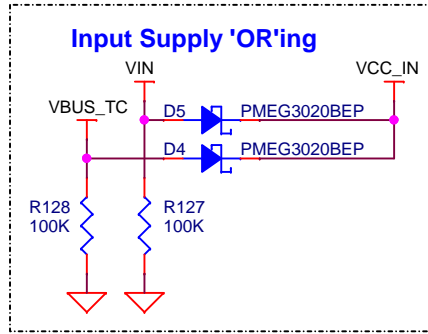 Input Supply 'OR'ing
VIN
VCC_IN
VBUS_TC
D5
PMEG3020BEP
D4
PMEG3020BEP
R128
100K
R127
100K